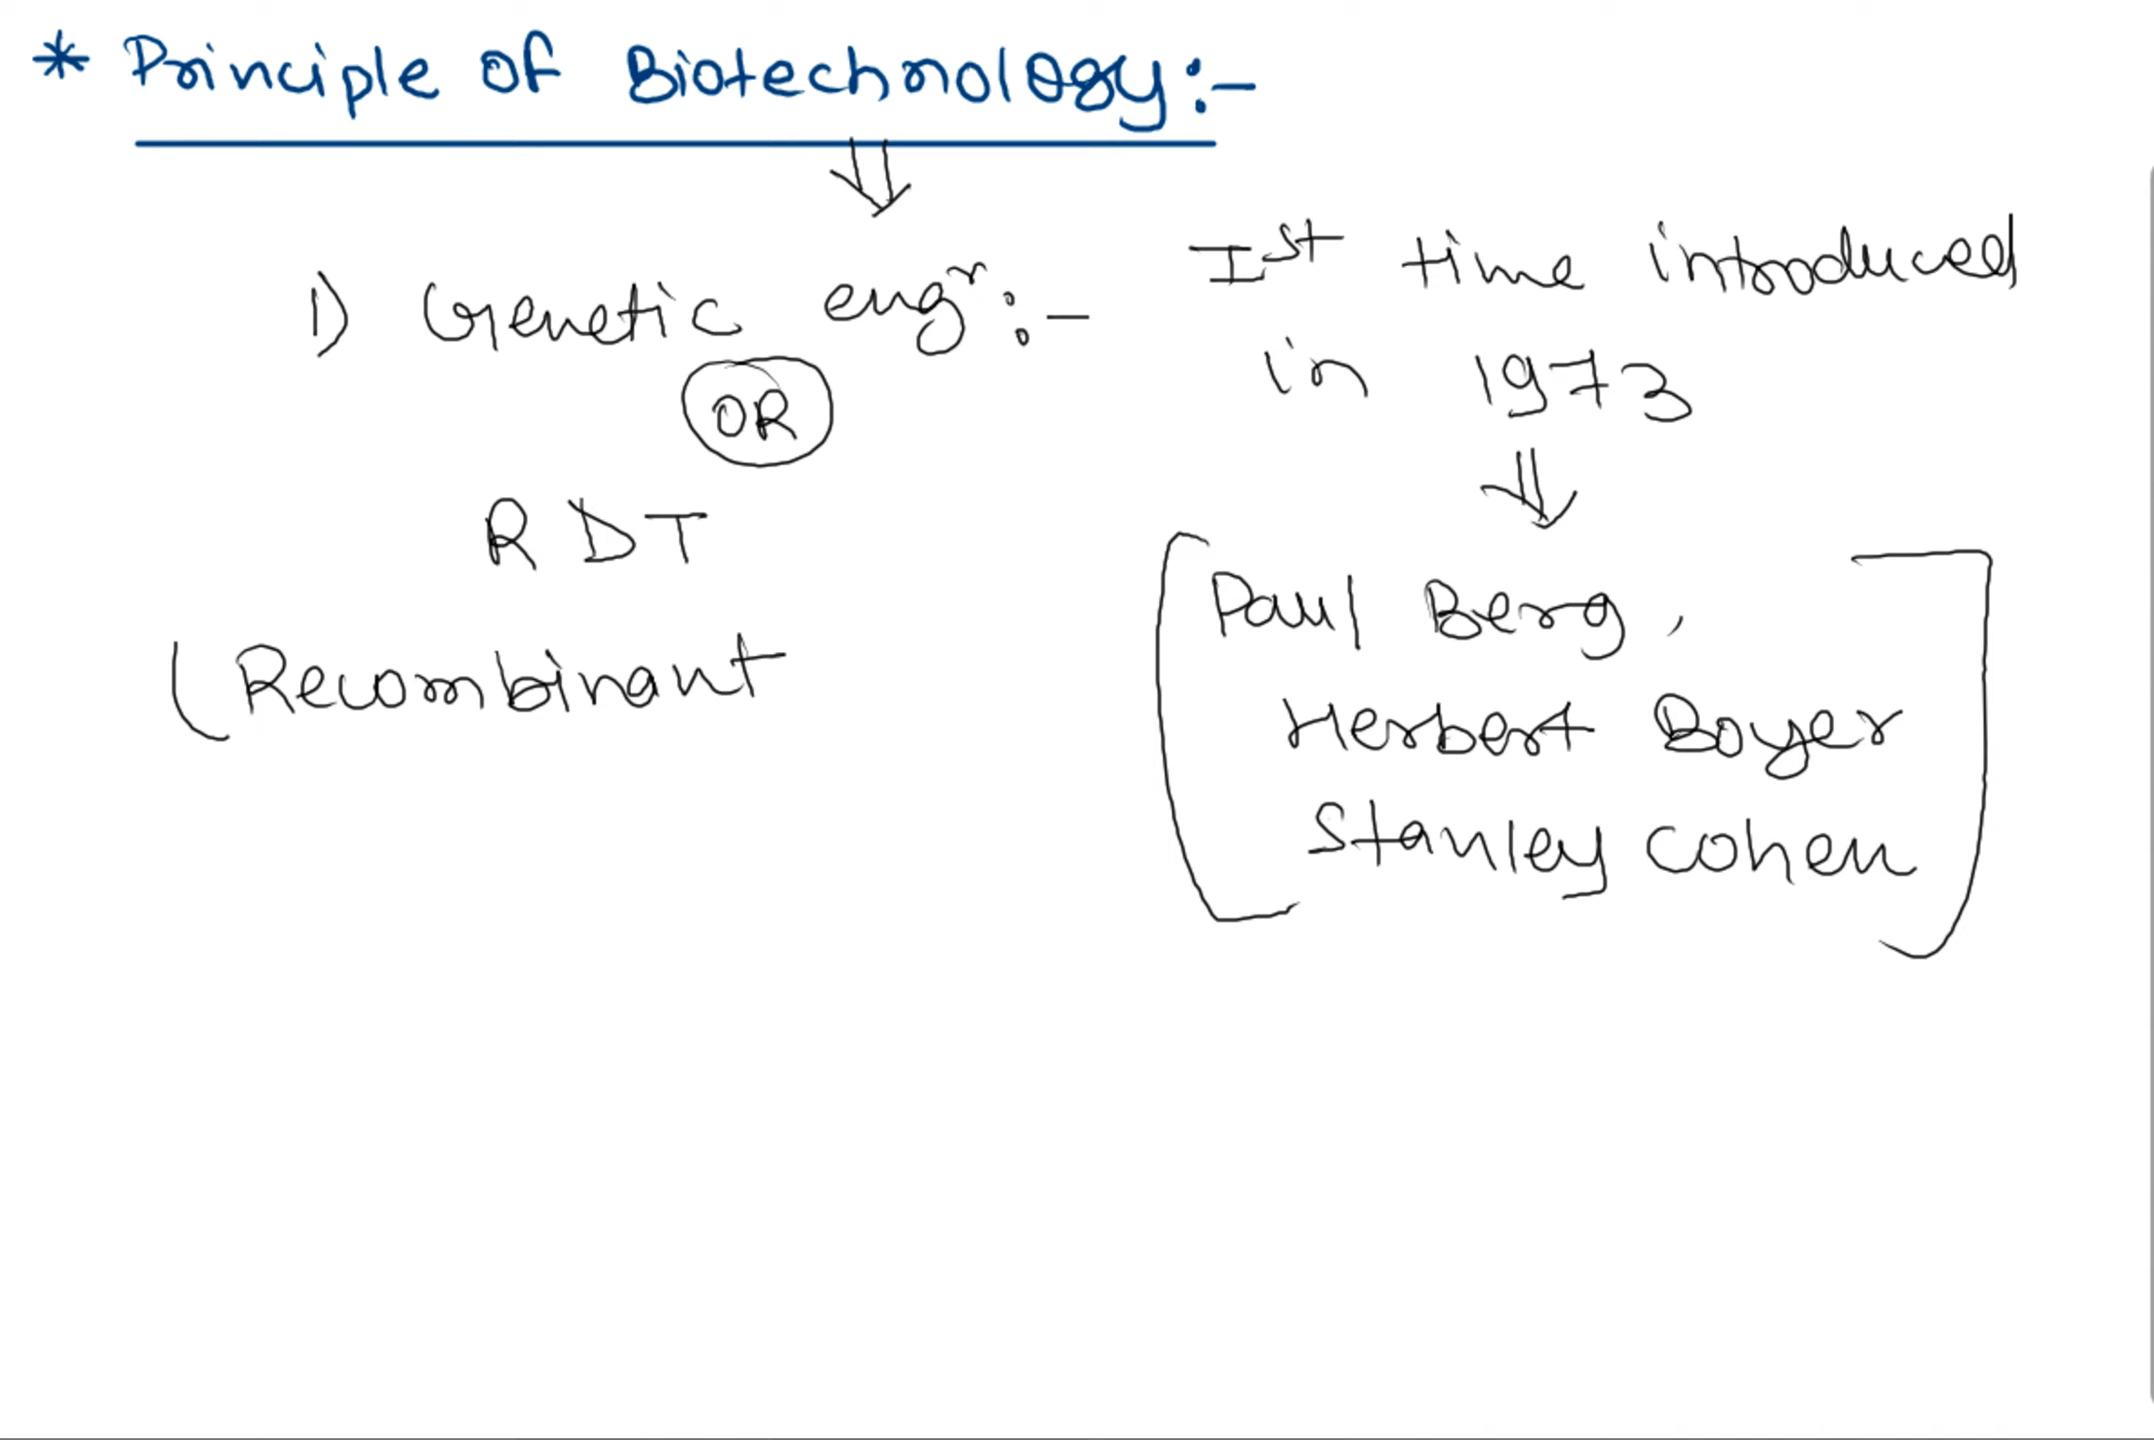 * Principle of Biotechnology:-
1) Genetic engr:-
OR
RDT
(Recombinant
Ist time introduced
in 1973
Paul Berg,
Herbert Boyer
Stanley Cohen